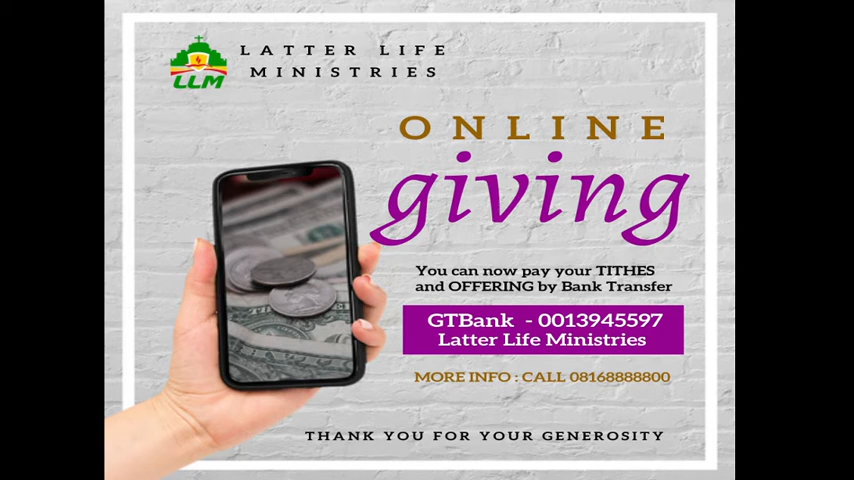 LLM
LATTER LIFE
MINISTRIES
ONLINE
giving
You can now pay your TITHES
and OFFERING by Bank Transfer
GTBank - 0013945597
Latter Life Ministries
MORE INFO : CALL 08168888800
THANK YOU FOR YOUR GENEROSITY